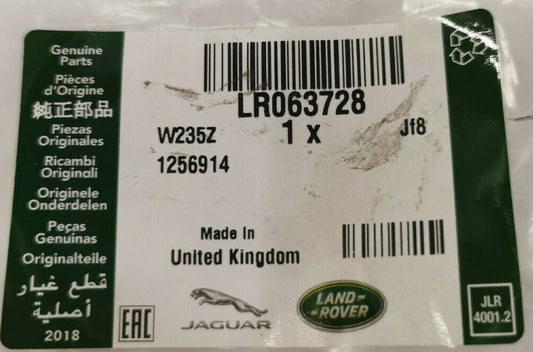 Genuine
Parts
Pièces
d'Origine
純正部品
Piezas
Originales
Ricambi
Originali
Originele
Onderdelen
Peças
Genuínas
Originalteile
قطع غيار
أصلية
2018
LR063728
W235Z 1 x Jf8
1256914
Made In
United Kingdom
EAC
JAGUAR
LAND-
-ROVER
JLR
4001.2